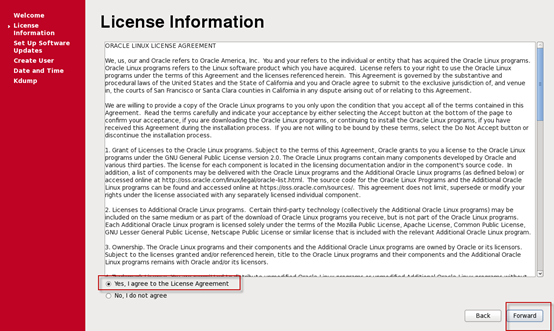 Welcome
License
Information
Set Up Software
Updates
Create User
Date and Time
Kdump
License Information
ORACLE LINUX LICENSE AGREEMENT
We, us, our and Oracle refers to Oracle America, Inc.  You and your refers to the individual or entity that has acquired the Oracle Linux programs.
Oracle Linux programs refers to the Linux software product which you have acquired.  License refers to your right to use the Oracle Linux
programs under the terms of this Agreement and the licenses referenced herein.  This Agreement is governed by the substantive and
procedural laws of the United States and the State of California and you and Oracle agree to submit to the exclusive jurisdiction of, and venue
in, the courts of San Francisco or Santa Clara counties in California in any dispute arising out of or relating to this Agreement.
We are willing to provide a copy of the Oracle Linux programs to you only upon the condition that you accept all of the terms contained in this
Agreement.  Read the terms carefully and indicate your acceptance by either selecting the Accept button at the bottom of the page to
confirm your acceptance, if you are downloading the Oracle Linux programs, or continuing to install the Oracle Linux programs, if you have
received this Agreement during the installation process.  If you are not willing to be bound by these terms, select the Do Not Accept button or
discontinue the installation process.
1. Grant of Licenses to the Oracle Linux programs. Subject to the terms of this Agreement, Oracle grants to you a license to the Oracle Linux
programs under the GNU General Public License version 2.0.  The Oracle Linux programs contain many components developed by Oracle and
various third parties.  The license for each component is located in the licensing documentation and/or in the component's source code.  In
addition, a list of components may be delivered with the Oracle Linux programs and the Additional Oracle Linux programs (as defined below) or
accessed online at http://oss.oracle.com/linux/legal/oracle-list.html.  The source code for the Oracle Linux Programs and the Additional Oracle
Linux programs can be found and accessed online at https://oss.oracle.com/sources/.  This agreement does not limit, supersede or modify your
rights under the license associated with any separately licensed individual component.
2. Licenses to Additional Oracle Linux programs.  Certain third-party technology (collectively the Additional Oracle Linux programs) may be
included on the same medium or as part of the download of Oracle Linux programs you receive, but is not part of the Oracle Linux programs.
Each Additional Oracle Linux program is licensed solely under the terms of the Mozilla Public License, Apache License, Common Public License,
GNU Lesser General Public License, Netscape Public License or similar license that is included with the relevant Additional Oracle Linux program.
3. Ownership. The Oracle Linux programs and their components and the Additional Oracle Linux programs are owned by Oracle or its licensors.
Subject to the licenses granted and/or referenced herein, title to the Oracle Linux programs and their components and the Additional Oracle
Linux programs remains with Oracle and/or its licensors.
Yes, I agree to the License Agreement
No, I do not agree
Back
Forward